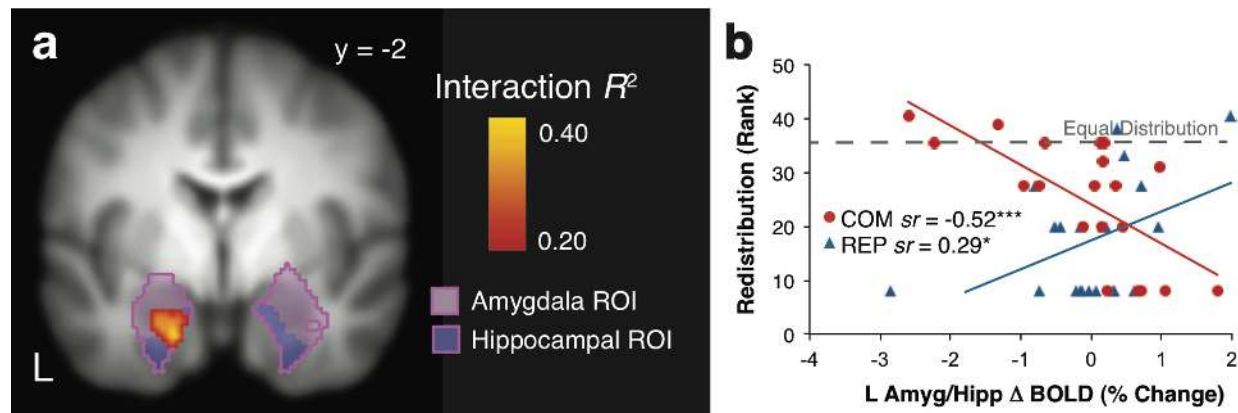 a
y = -2
Interaction R²
0.40
0.20
Amygdala ROI
Hippocampal ROI
L
b
Redistribution (Rank)
50
40
30
20
10
0
Equal Distribution
COM sr = -0.52***
REP sr = 0.29*
-4 -3 -2 -1 0 1 2
L Amyg/Hipp Δ BOLD (% Change)